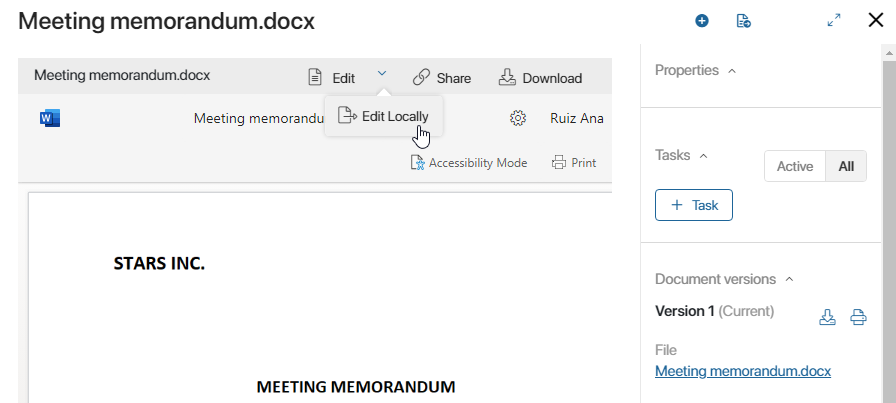 Meeting memorandum.docx
Meeting memorandum.docx
Edit
Share
Download
Edit Locally
W
Meeting memorandu
Ruiz Ana
Accessibility Mode
Print
STARS INC.
MEETING MEMORANDUM
Properties
Tasks
Active
All
+ Task
Document versions
Version 1 (Current)
File
Meeting memorandum.docx